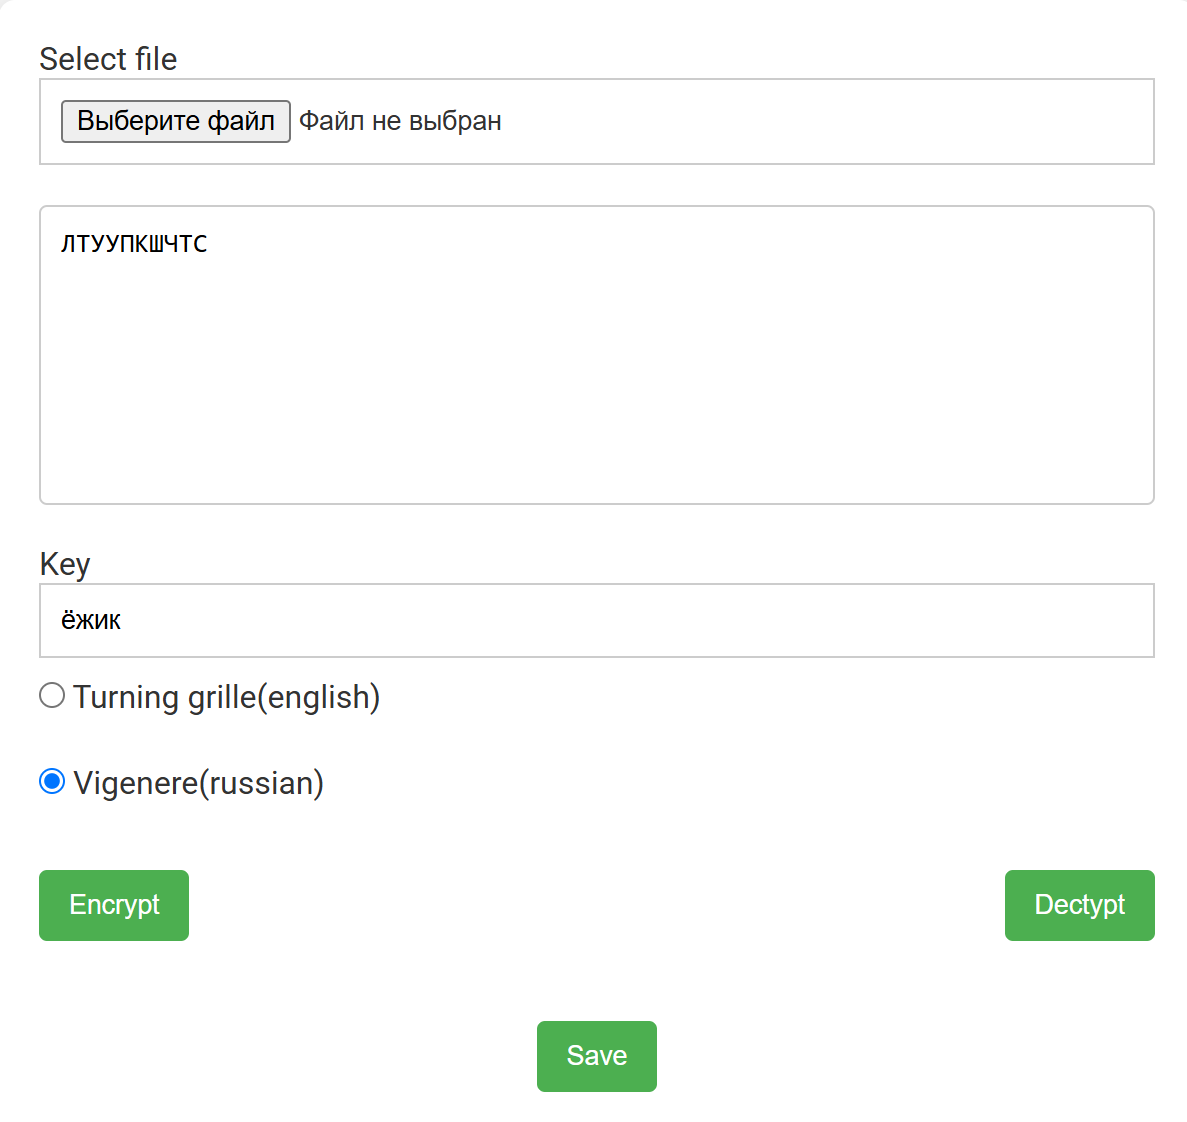 Select file
Выберите файл Файл не выбран
ЛТУУПКШЧТС
Key
ёжик
Turning grille(english)
Vigenere(russian)
Encrypt Dectypt
Save